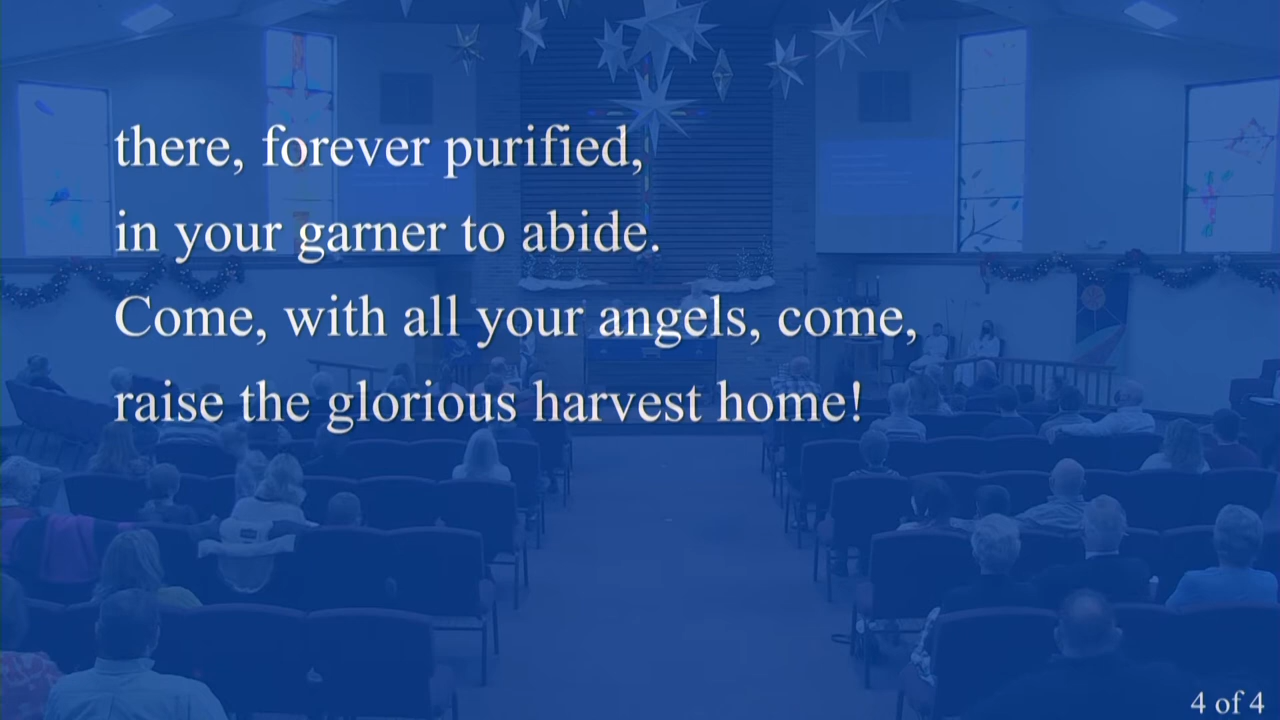 there, forever purified,
in your garner to abide.
Come, with all your angels, come,
raise the glorious harvest home!
4 of 4